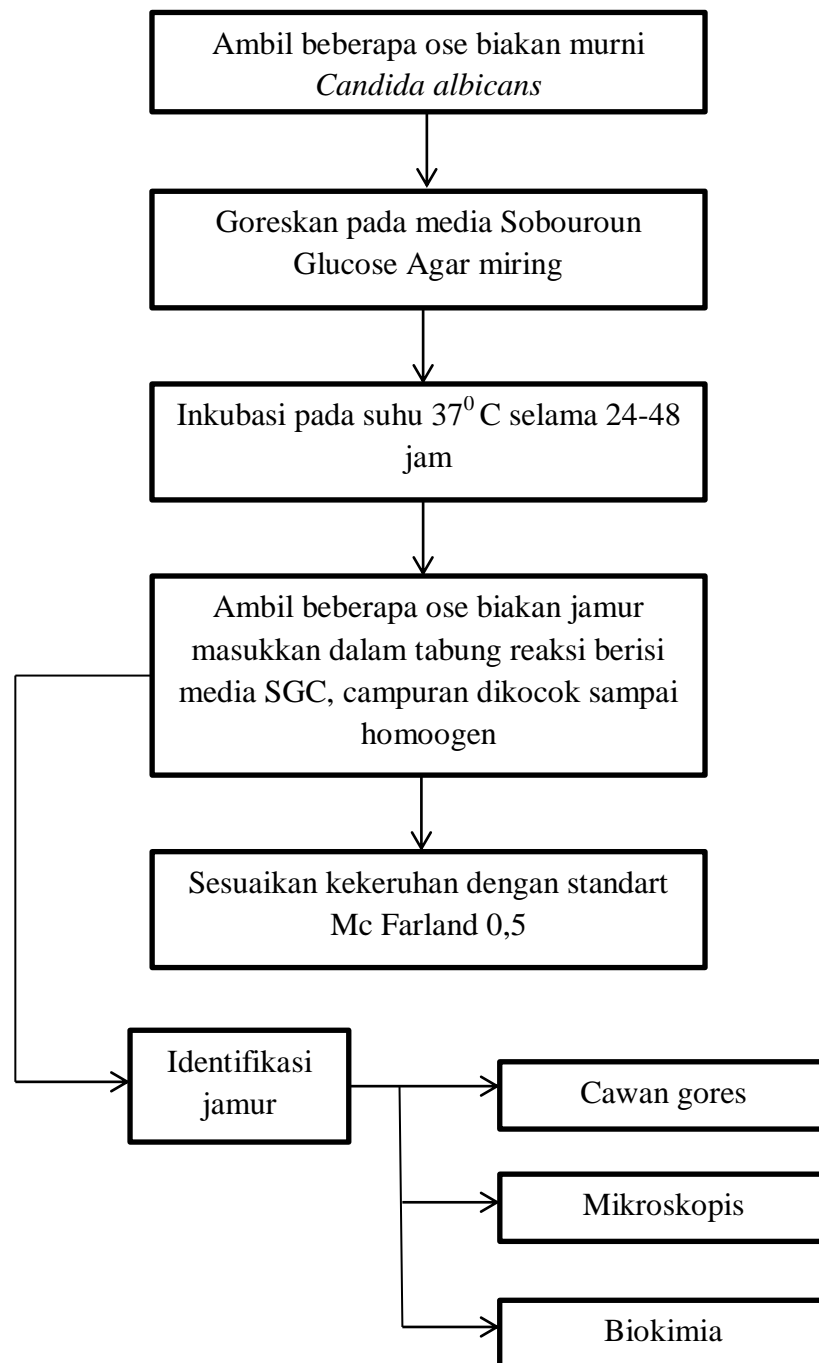 Ambil beberapa ose biakan murni
Candida albicans
Goreskan pada media Sobouroun
Glucose Agar miring
Inkubasi pada suhu 37⁰ C selama 24-48
jam
Ambil beberapa ose biakan jamur
masukkan dalam tabung reaksi berisi
media SGC, campuran dikocok sampai
homoogen
Sesuaikan kekeruhan dengan standart
Mc Farland 0,5
Identifikasi
jamur
Cawan gores
Mikroskopis
Biokimia